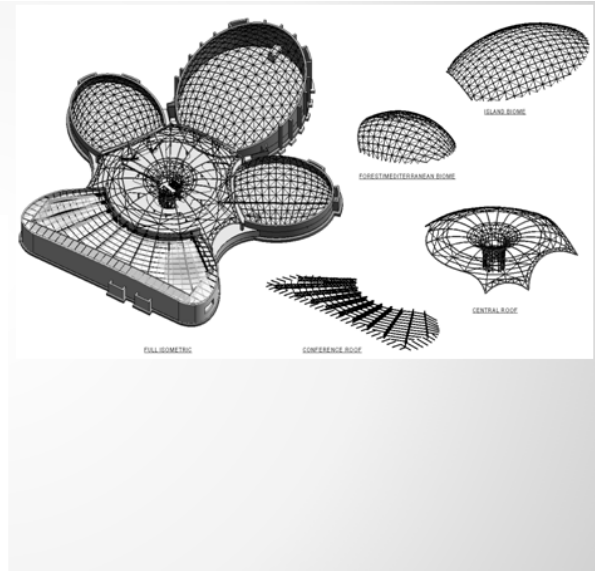 ISLAND BIOME
FOREST/MEDITERRANEAN BIOME
CENTRAL ROOF
FULL ISOMETRIC
CONFERENCE ROOF